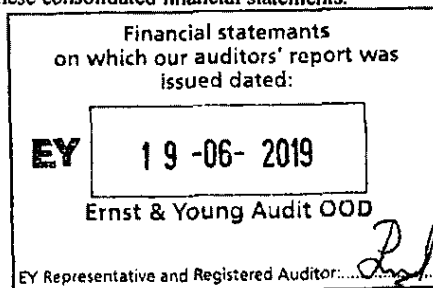 these consolidated financial statements.
Financial statemants
on which our auditors' report was
issued dated:
EY
19 -06- 2019
Ernst & Young Audit OOD
EY Representative and Registered Auditor:....